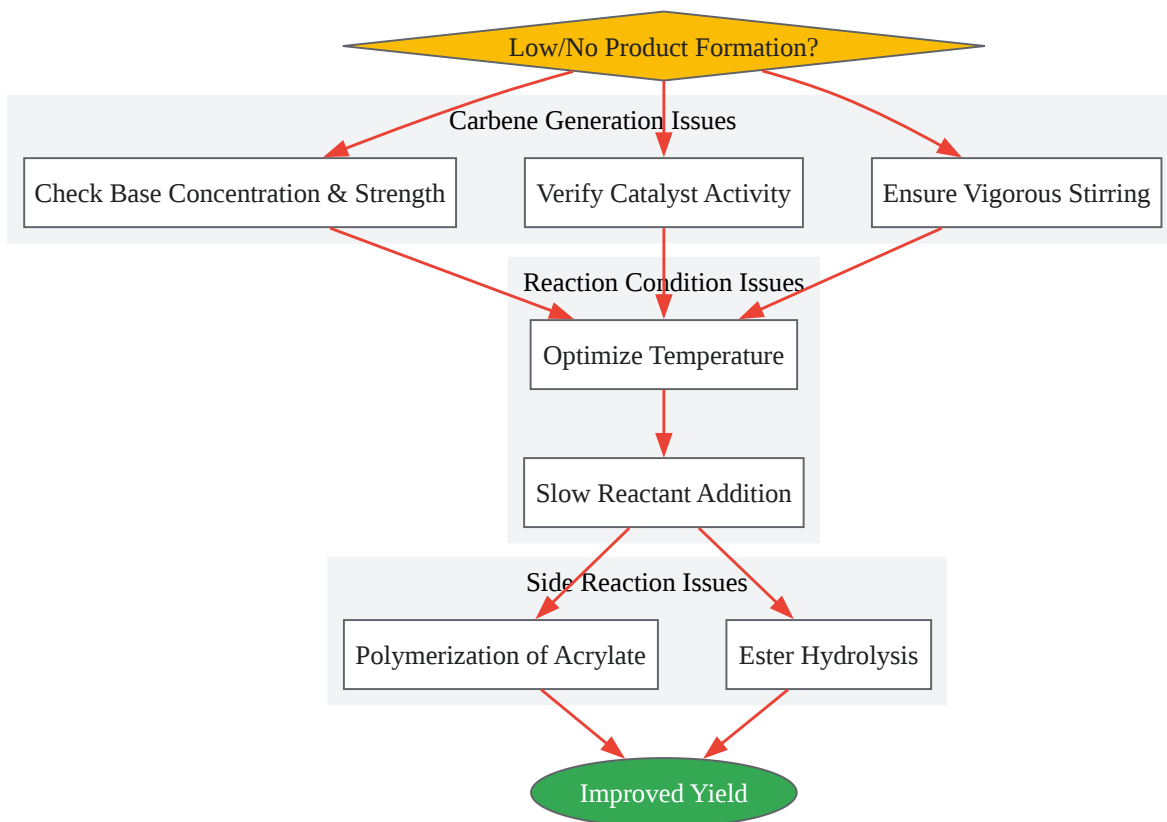 Low/No Product Formation?
Carbene Generation Issues
Check Base Concentration & Strength
Verify Catalyst Activity
Ensure Vigorous Stirring
Reaction Condition Issues
Optimize Temperature
Slow Reactant Addition
Side Reaction Issues
Polymerization of Acrylate
Ester Hydrolysis
Improved Yield